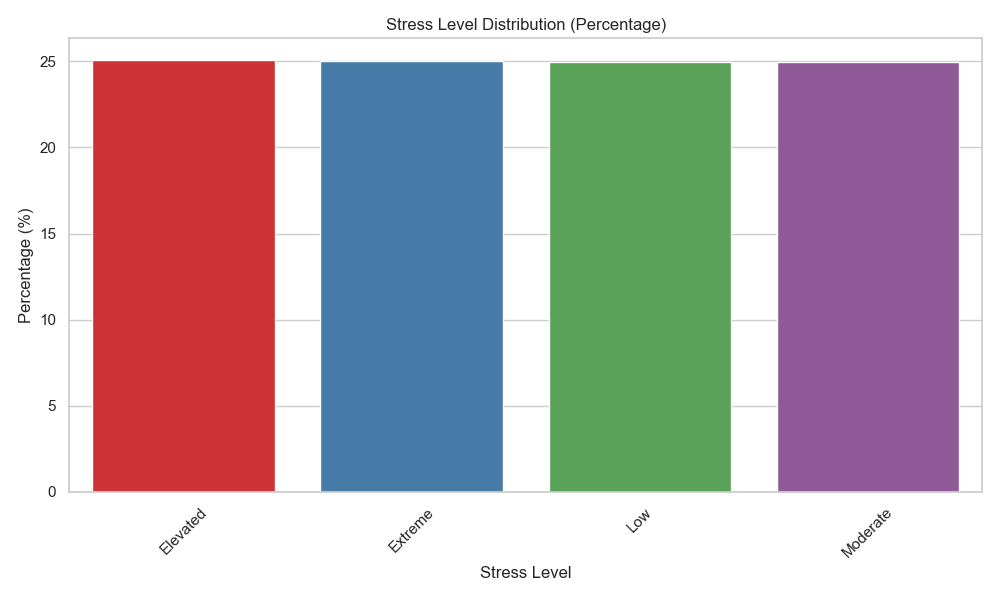 Stress Level Distribution (Percentage)
Percentage (%)
25
20
15
10
5
0
Elevated
Extreme
Low
Moderate
Stress Level